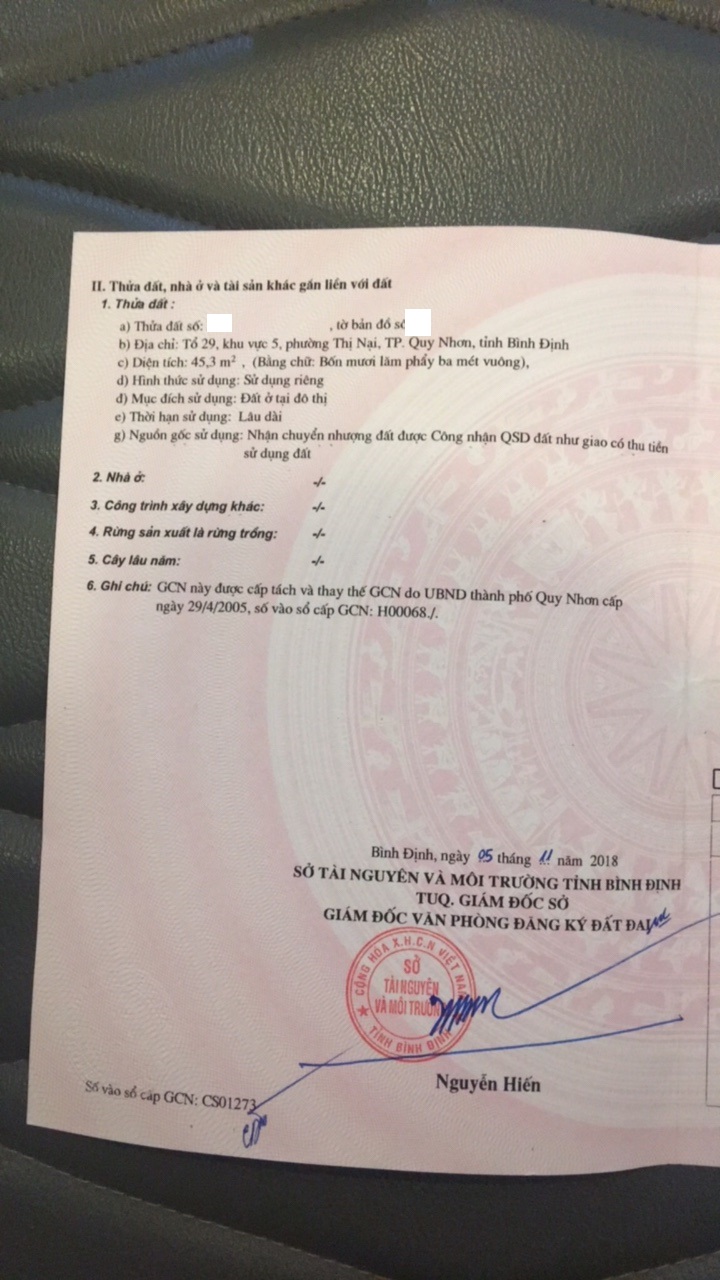 II. Thửa đất, nhà ở và tài sản khác gắn liền với đất
1. Thửa đất :
a) Thửa đất số: , tờ bản đồ số
b) Địa chỉ: Tổ 29, khu vực 5, phường Thị Nại, TP. Quy Nhơn, tỉnh Bình Định
c) Diện tích: 45,3 m² , (Bằng chữ: Bốn mươi lăm phẩy ba mét vuông),
d) Hình thức sử dụng: Sử dụng riêng
đ) Mục đích sử dụng: Đất ở tại đô thị
e) Thời hạn sử dụng: Lâu dài
g) Nguồn gốc sử dụng: Nhận chuyển nhượng đất được Công nhận QSD đất như giao có thu tiền
sử dụng đất
2. Nhà ở: -/-
3. Công trình xây dựng khác: -/-
4. Rừng sản xuất là rừng trồng: -/-
5. Cây lâu năm: -/-
6. Ghi chú: GCN này được cấp tách và thay thế GCN do UBND thành phố Quy Nhơn cấp
ngày 29/4/2005, số vào sổ cấp GCN: H00068./.
Bình Định, ngày 05 tháng 11 năm 2018
SỞ TÀI NGUYÊN VÀ MÔI TRƯỜNG TỈNH BÌNH ĐỊNH
TUQ. GIÁM ĐỐC SỞ
GIÁM ĐỐC VĂN PHÒNG ĐĂNG KÝ ĐẤT ĐAI
CỘNG HÒA X.H.C.N VIỆT NAM
SỞ
TÀI NGUYÊN
VÀ MÔI TRƯỜNG
TỈNH BÌNH ĐỊNH
Nguyễn Hiến
Số vào sổ cấp GCN: CS01273